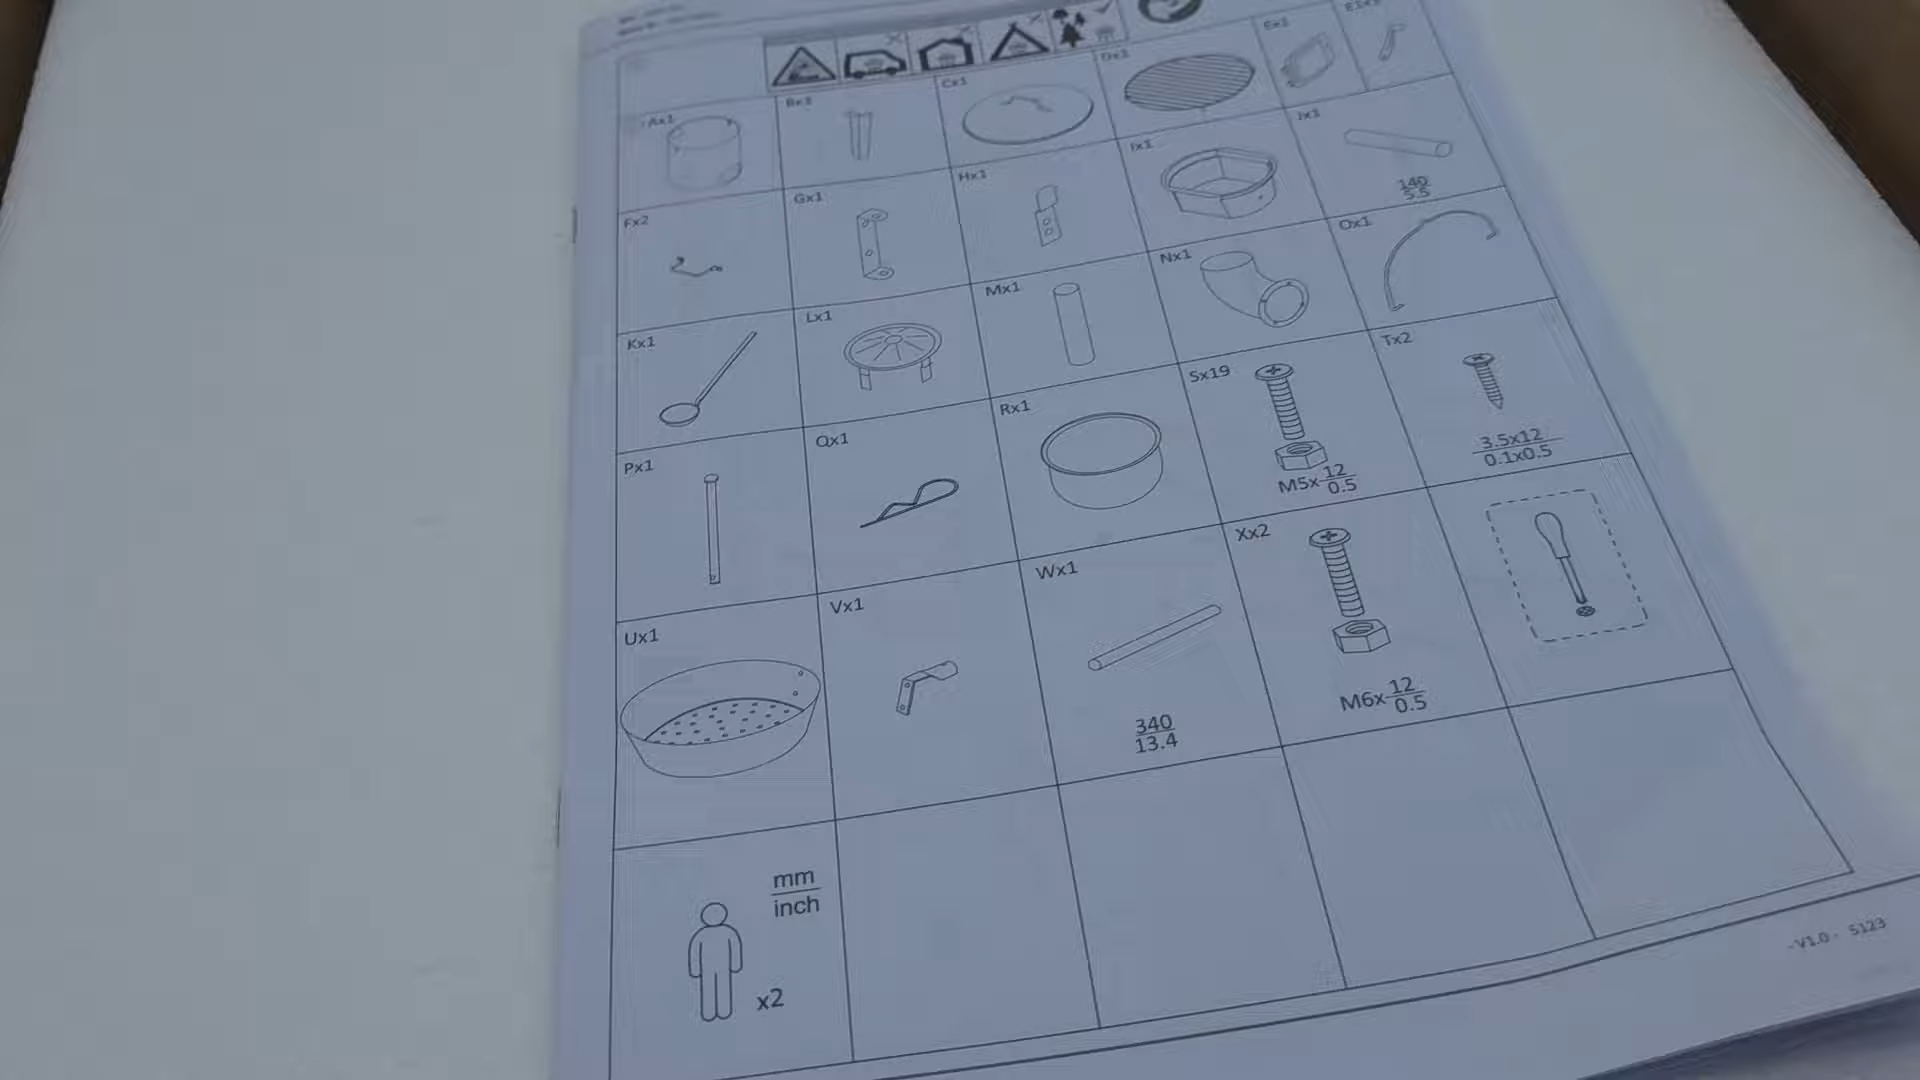 Ax1
Bx3
Cx1
Dx1
Ex1
Fx2
Gx1
Hx1
Ix1
Jx1
140
5.5
Kx1
Lx1
Mx1
Nx1
Ox1
Px1
Qx1
Rx1
Sx19
M5x 12
0.5
Tx2
3.5x12
0.1x0.5
Ux1
Vx1
Wx1
340
13.4
Xx2
M6x 12
0.5
mm
inch
x2
-V1.0 - 5123